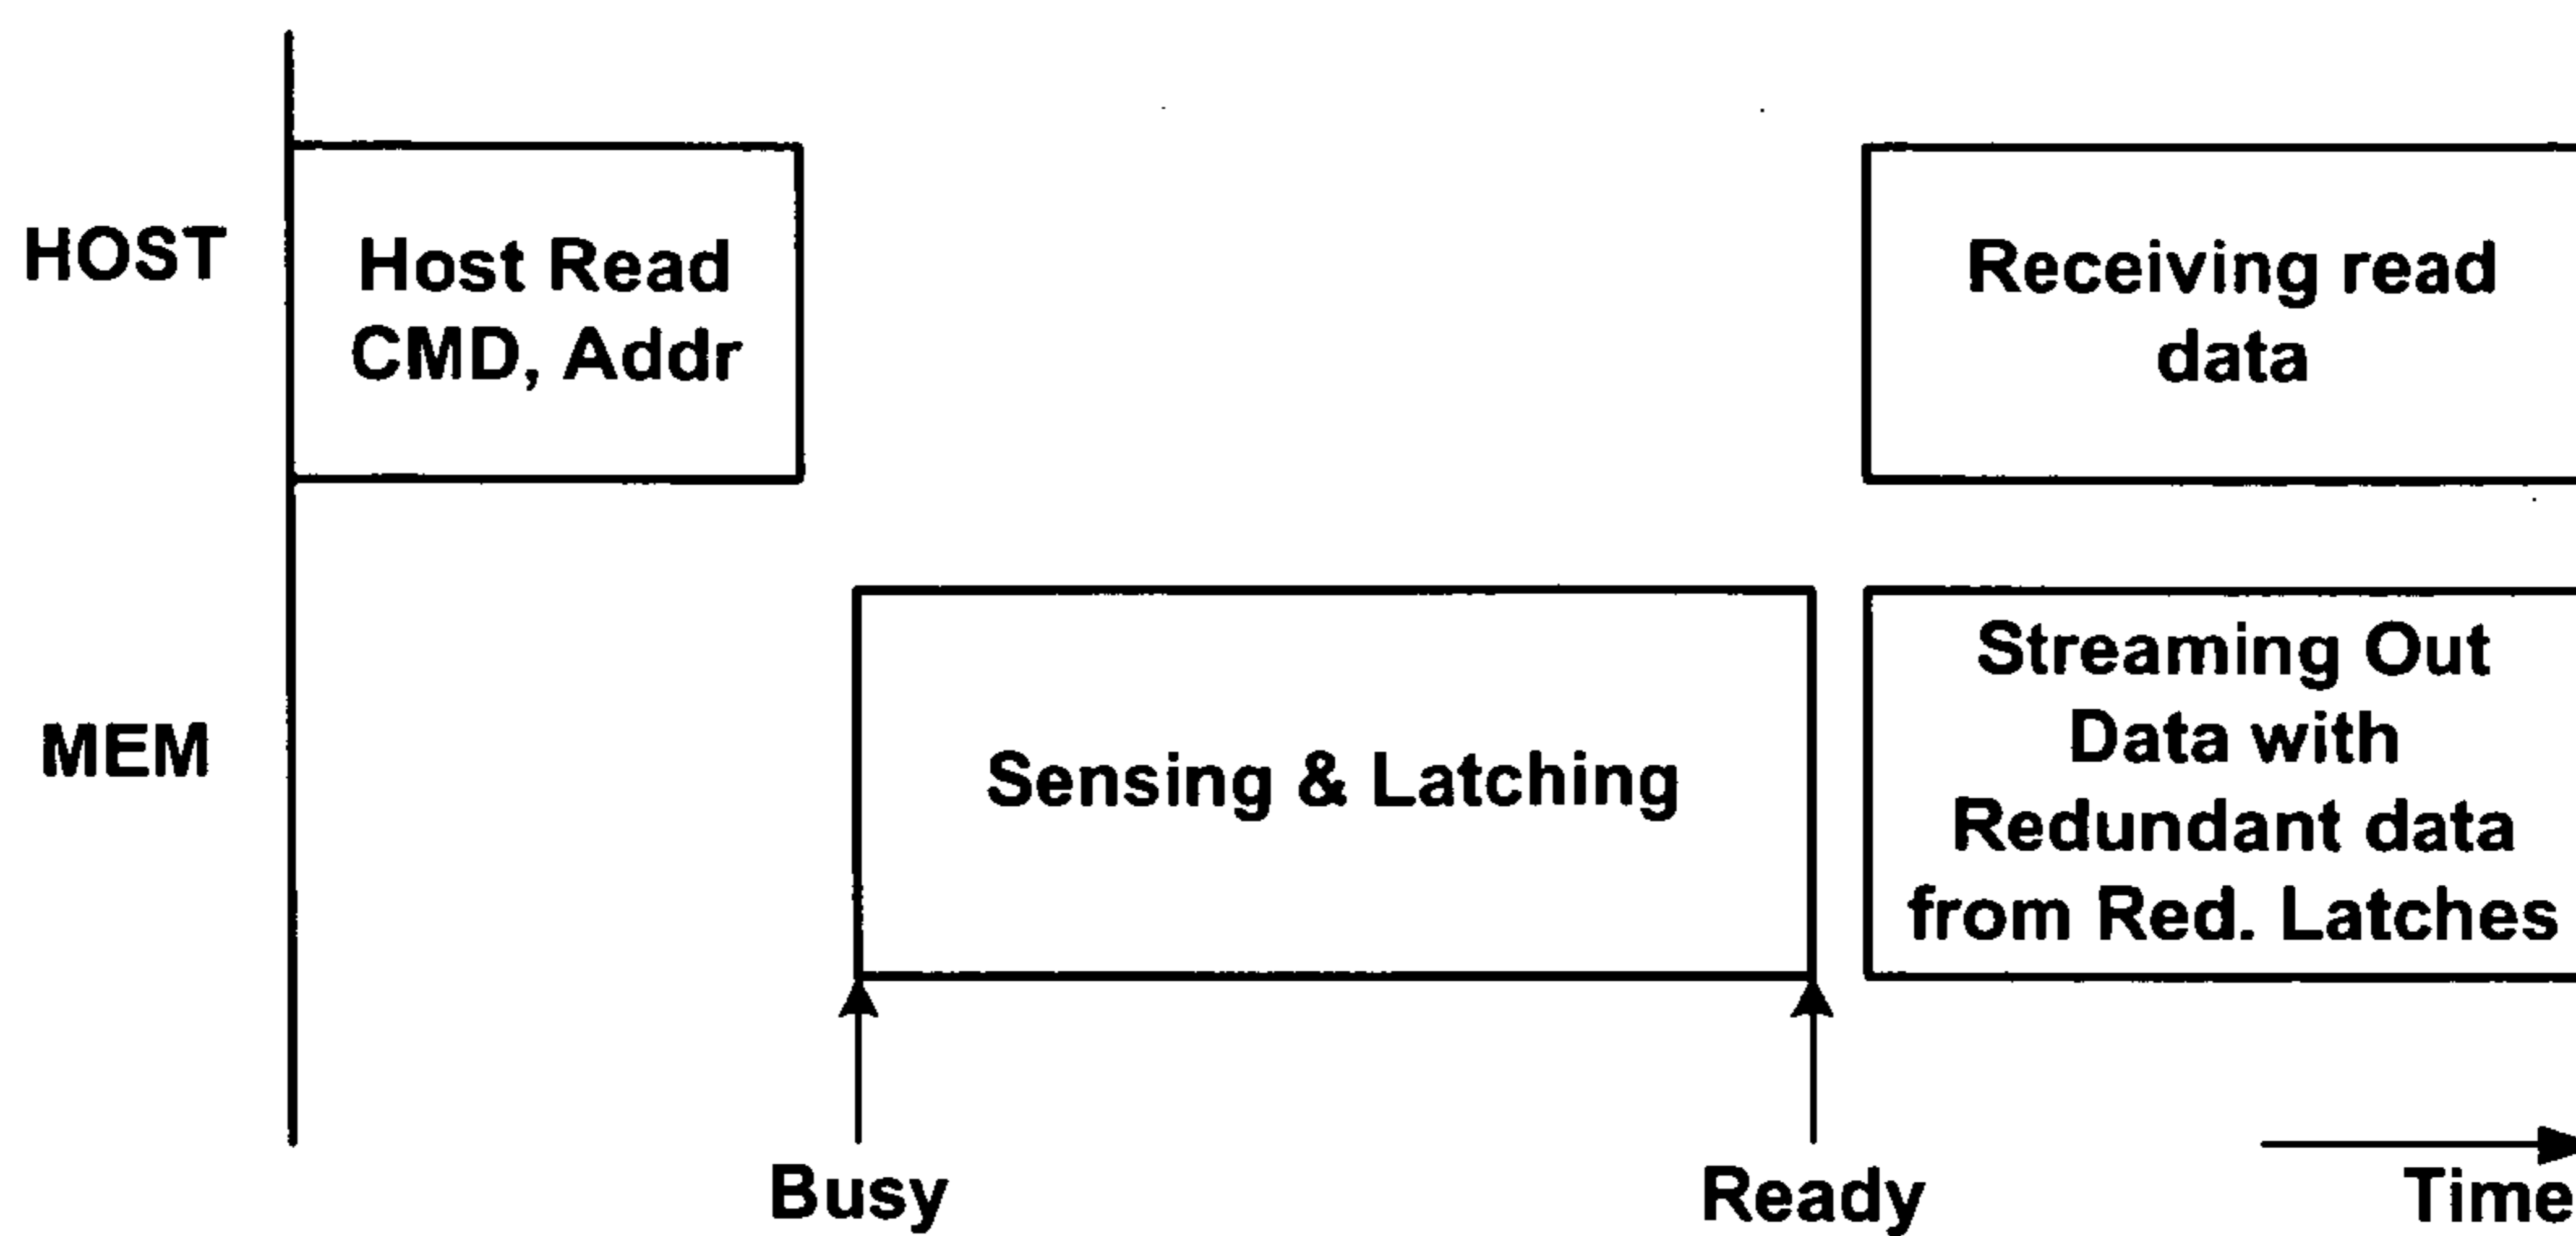 HOST
Host Read
CMD, Addr
Receiving read
data
MEM
Sensing & Latching
Streaming Out
Data with
Redundant data
from Red. Latches
Busy
Ready
Time